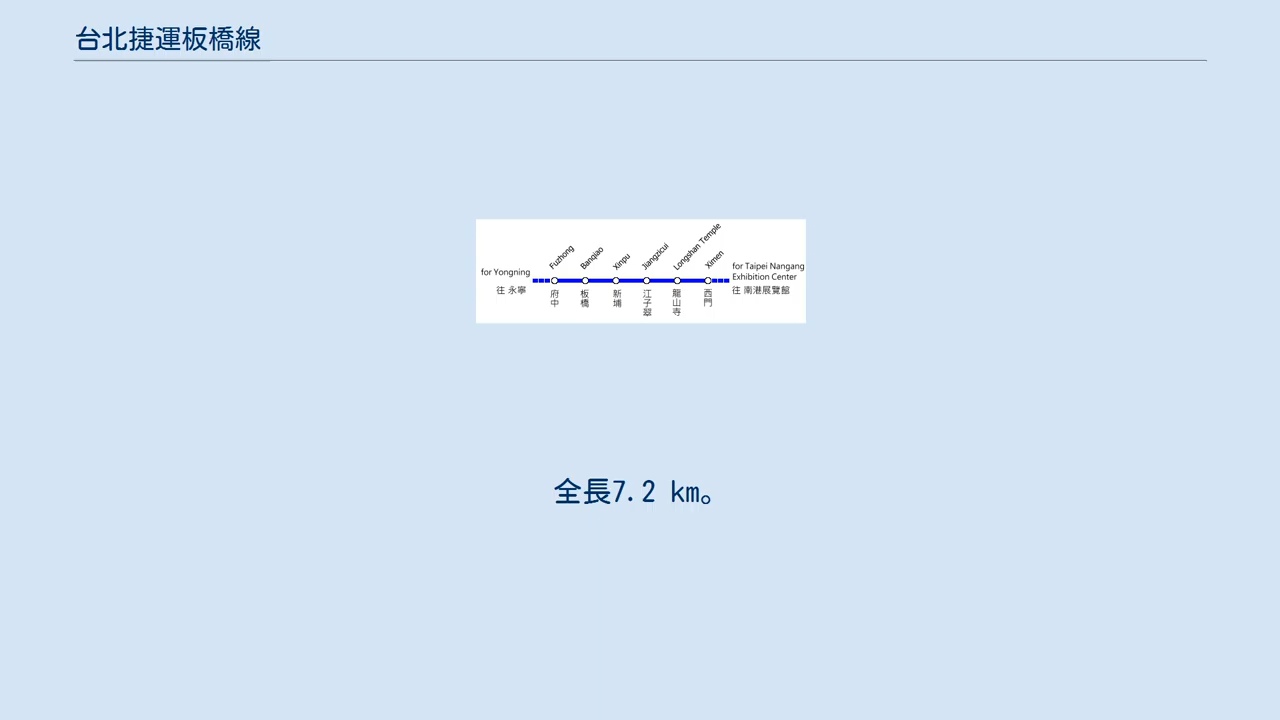 台北捷運板橋線
Fuzhong
Banqiao
Xinpu
Jiangzicui
Longshan Temple
Ximen
for Yongning
往 永寧
for Taipei Nangang
Exhibition Center
往 南港展覽館
府中
板橋
新埔
江子翠
龍山寺
西門
全長7.2 km。